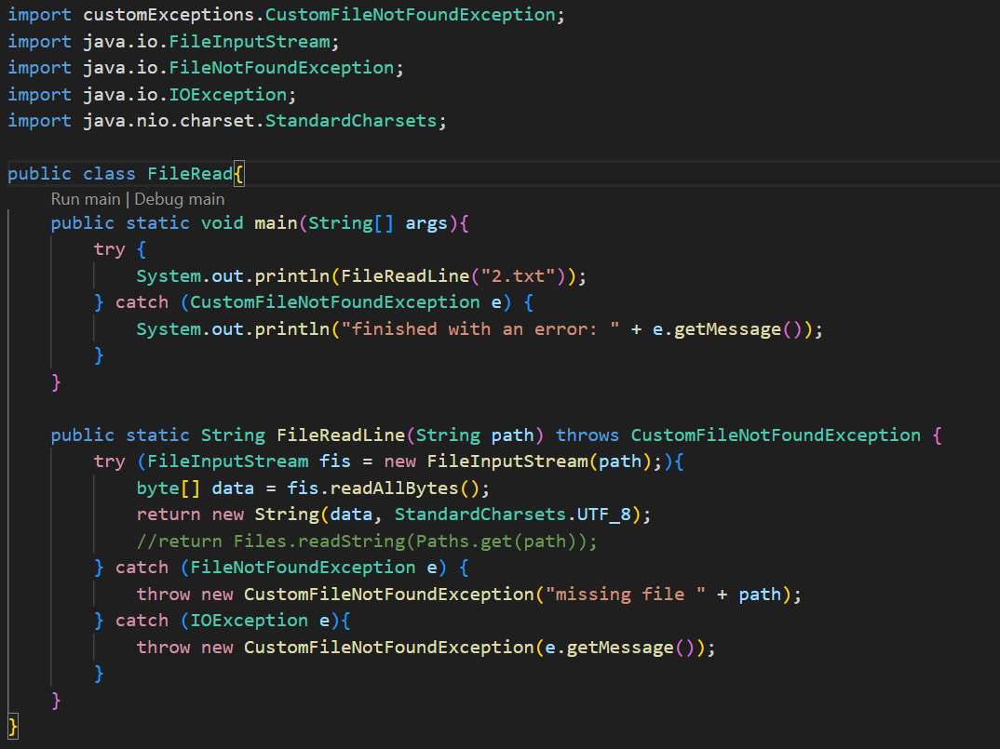 import customExceptions.CustomFileNotFoundException;
import java.io.FileInputStream;
import java.io.FileNotFoundException;
import java.io.IOException;
import java.nio.charset.StandardCharsets;
public class FileRead{
Run main | Debug main
public static void main(String[] args){
try {
System.out.println(FileReadLine("2.txt"));
} catch (CustomFileNotFoundException e) {
System.out.println("finished with an error: " + e.getMessage());
}
}
public static String FileReadLine(String path) throws CustomFileNotFoundException {
try (FileInputStream fis = new FileInputStream(path);){
byte[] data = fis.readAllBytes();
return new String(data, StandardCharsets.UTF_8);
//return Files.readString(Paths.get(path));
} catch (FileNotFoundException e) {
throw new CustomFileNotFoundException("missing file " + path);
} catch (IOException e){
throw new CustomFileNotFoundException(e.getMessage());
}
}
}